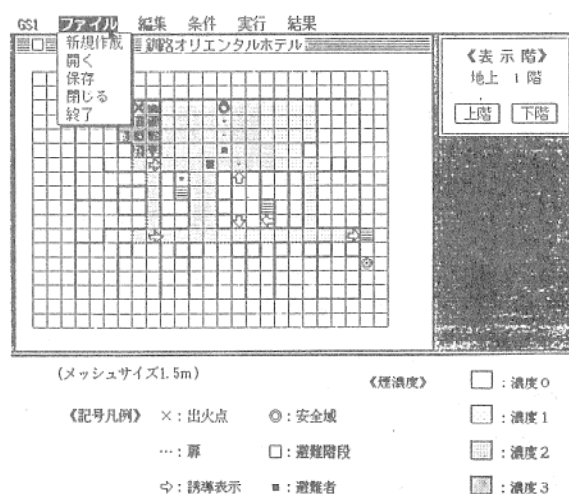 GS1 ファイル 編集 条件 実行 結果
新規作成
開く
保存
閉じる
終了
釧路オリエンタルホテル
《表示階》
地上 1 階
上階 下階
(メッシュサイズ1.5m)
《煙濃度》
□:濃度0
《記号凡例》 ×:出火点 ◎:安全域
:濃度1
…:扉 □:避難階段
:濃度2
⇨:誘導表示 ■:避難者
:濃度3